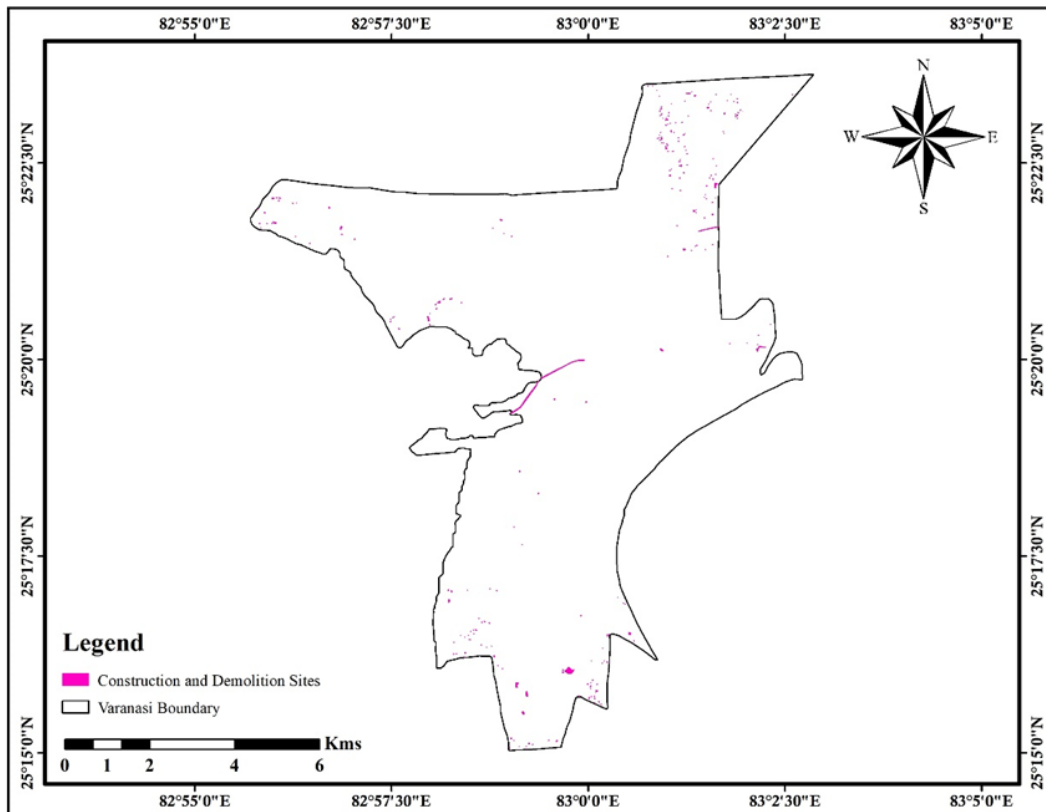 82°55'0"E 82°57'30"E 83°0'0"E 83°2'30"E 83°5'0"E
N
W E
S
25°22'30"N 25°22'30"N
25°20'0"N 25°20'0"N
25°17'30"N 25°17'30"N
25°15'0"N 25°15'0"N
Legend
Construction and Demolition Sites
Varanasi Boundary
Kms
0 1 2 4 6
82°55'0"E 82°57'30"E 83°0'0"E 83°2'30"E 83°5'0"E